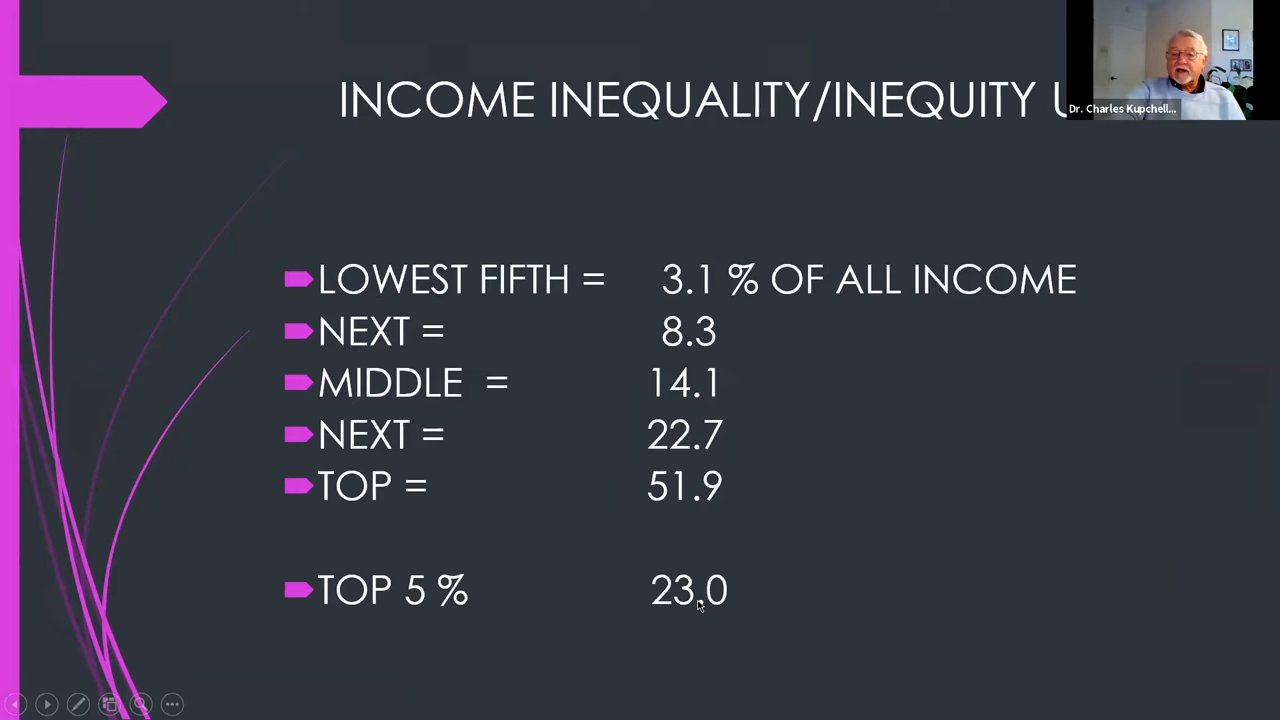 INCOME INEQUALITY/INEQUITY U
Dr. Charles Kupchell...
LOWEST FIFTH = 3.1 % OF ALL INCOME
NEXT = 8.3
MIDDLE = 14.1
NEXT = 22.7
TOP = 51.9
TOP 5 % 23.0